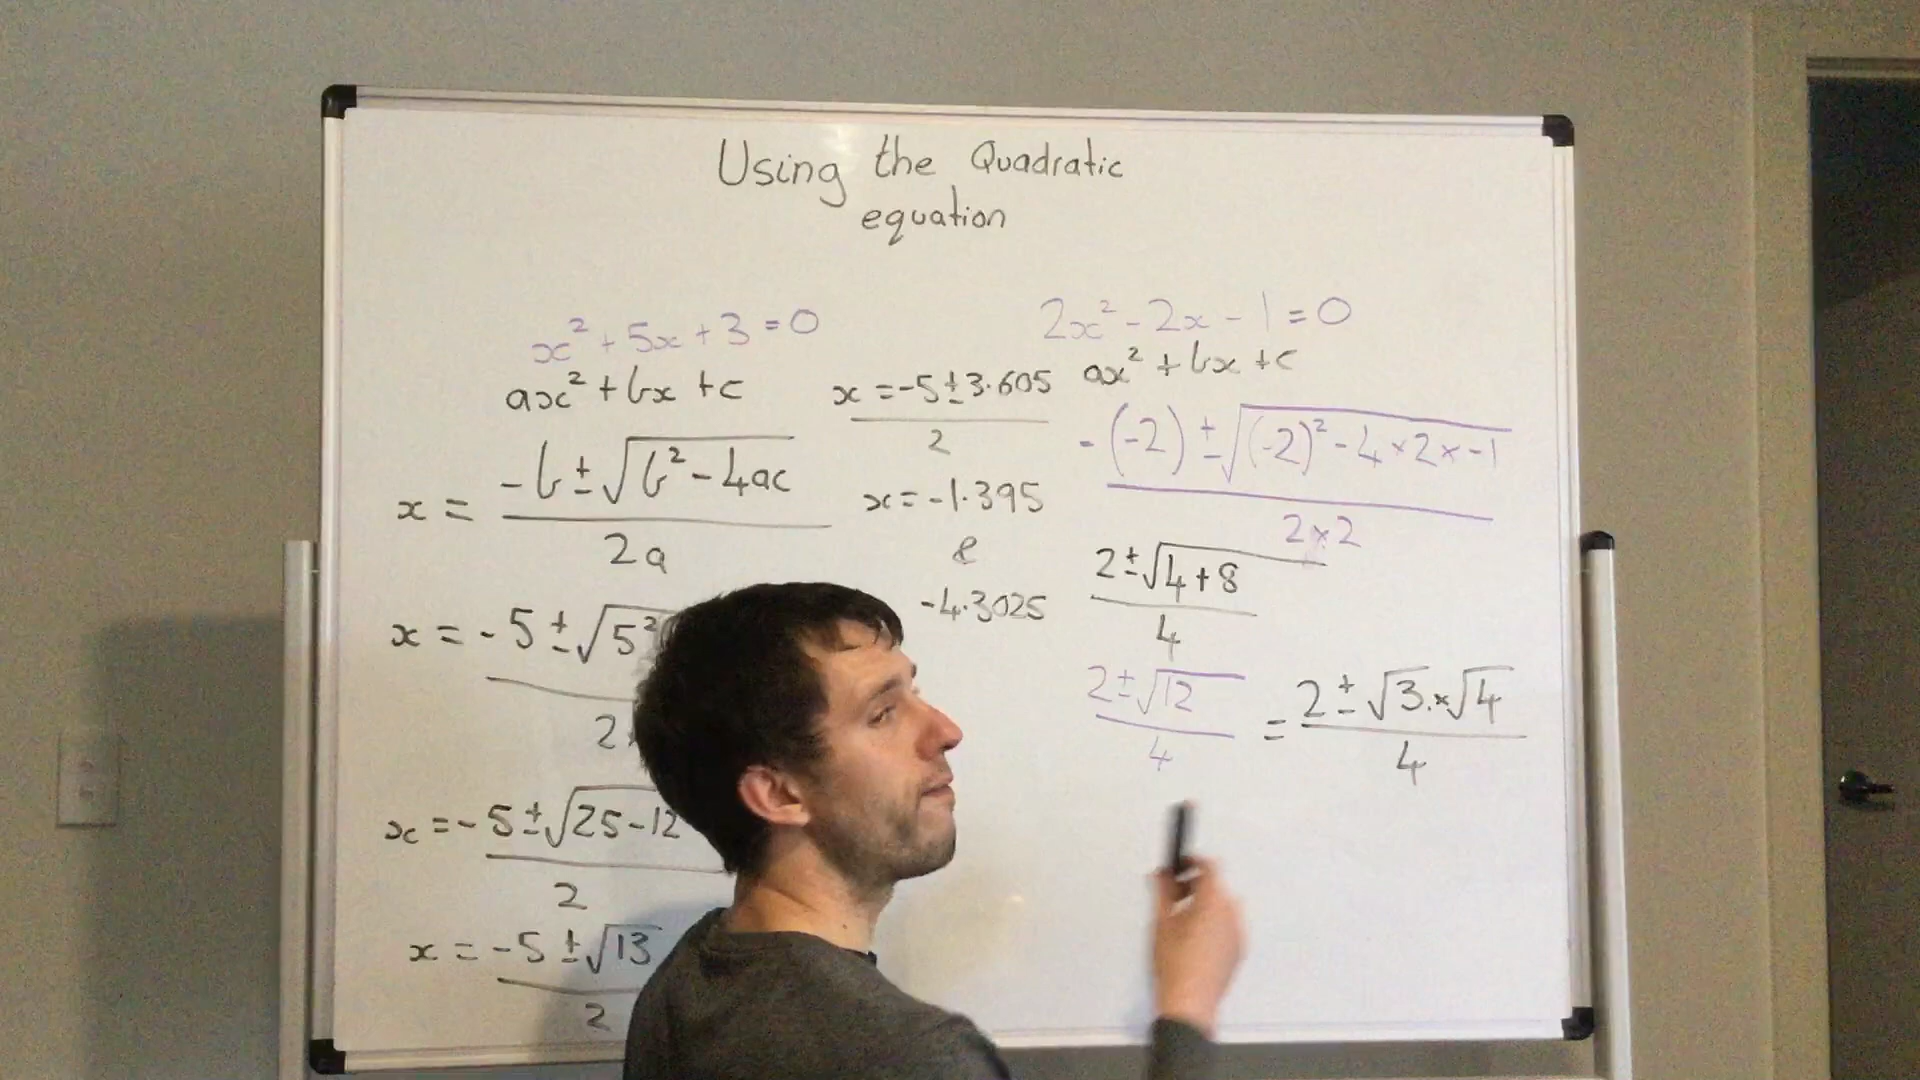 Using the Quadratic
equation
x² + 5x + 3 = 0
ax² + bx + c
x = -b ± √b² - 4ac
2a
x = -5 ± √5²
2
x = -5 ± √25 - 12
2
x = -5 ± √13
2
x = -5 ± 3.605
2
x = -1.395
&
-4.3025
2x² - 2x - 1 = 0
ax² + bx + c
-(-2) ± √(-2)² - 4 × 2 × -1
2 × 2
2 ± √4 + 8
4
2 ± √12
4
= 2 ± √3 × √4
4